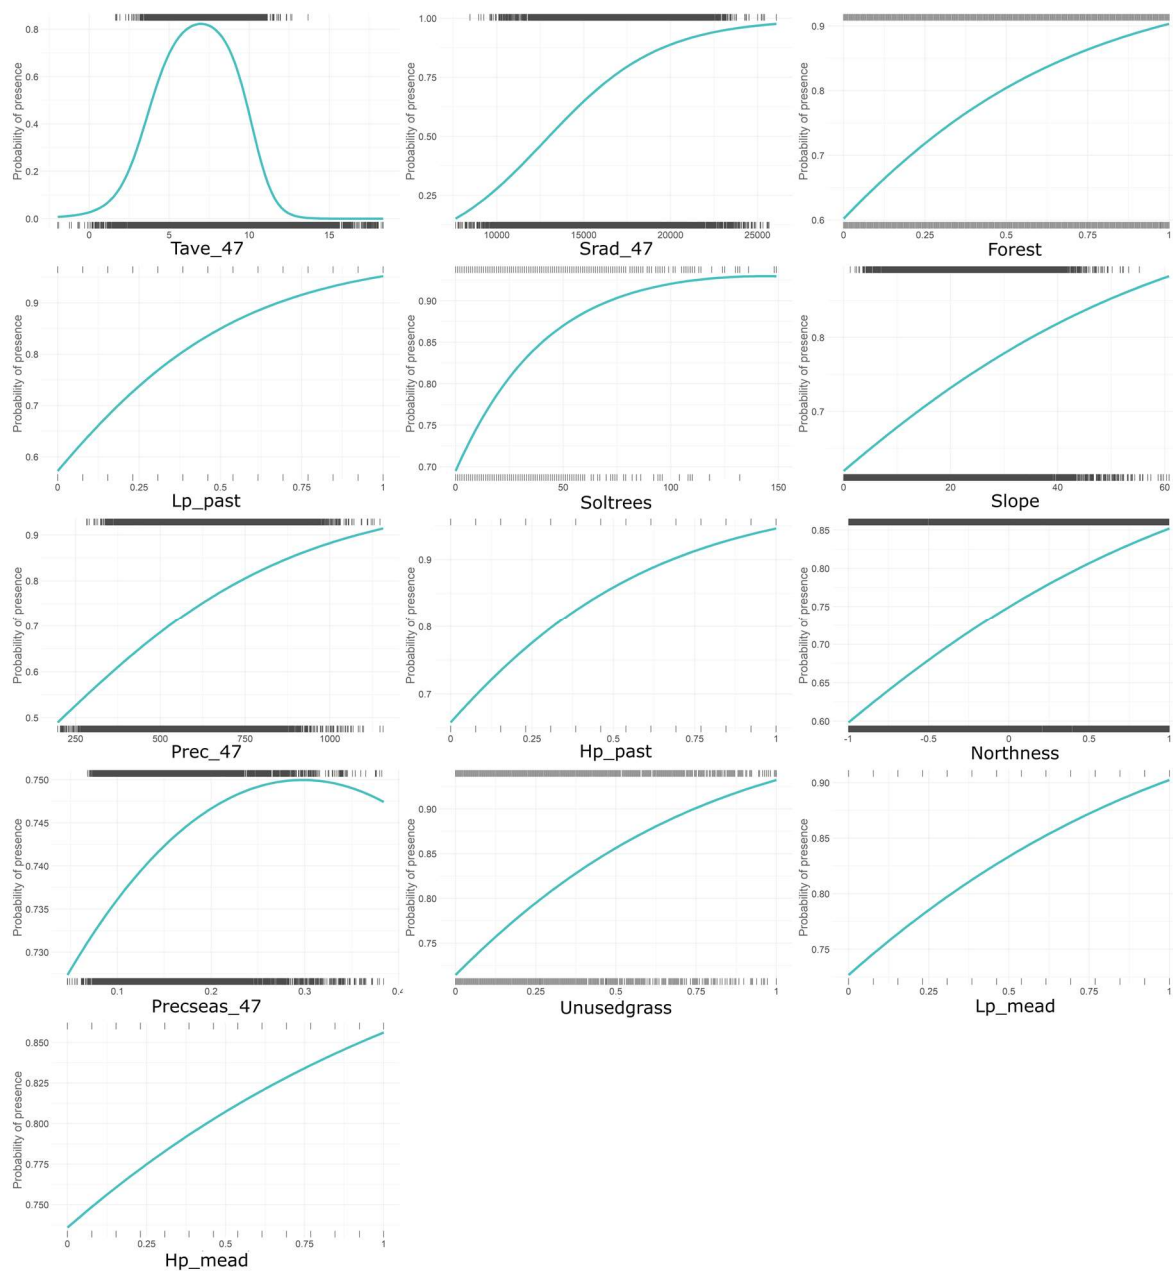 Probability of presence
0.8
0.6
0.4
0.2
0.0
0 5 10 15
Tave_47
Probability of presence
1.00
0.75
0.50
0.25
10000 15000 20000 25000
Srad_47
Probability of presence
0.9
0.8
0.7
0.6
0 0.25 0.5 0.75 1
Forest
Probability of presence
0.9
0.8
0.7
0.6
0 0.25 0.5 0.75 1
Lp_past
Probability of presence
0.90
0.85
0.80
0.75
0.70
0 50 100 150
Soltrees
Probability of presence
0.8
0.7
0 20 40 60
Slope
Probability of presence
0.9
0.8
0.7
0.6
0.5
250 500 750 1000
Prec_47
Probability of presence
0.9
0.8
0.7
0 0.25 0.5 0.75 1
Hp_past
Probability of presence
0.85
0.80
0.75
0.70
0.65
0.60
-1 -0.5 0 0.5 1
Northness
Probability of presence
0.750
0.745
0.740
0.735
0.730
0.1 0.2 0.3 0.4
Precseas_47
Probability of presence
0.90
0.85
0.80
0.75
0 0.25 0.5 0.75 1
Unusedgrass
Probability of presence
0.90
0.85
0.80
0.75
0 0.25 0.5 0.75 1
Lp_mead
Probability of presence
0.850
0.825
0.800
0.775
0.750
0 0.25 0.5 0.75 1
Hp_mead